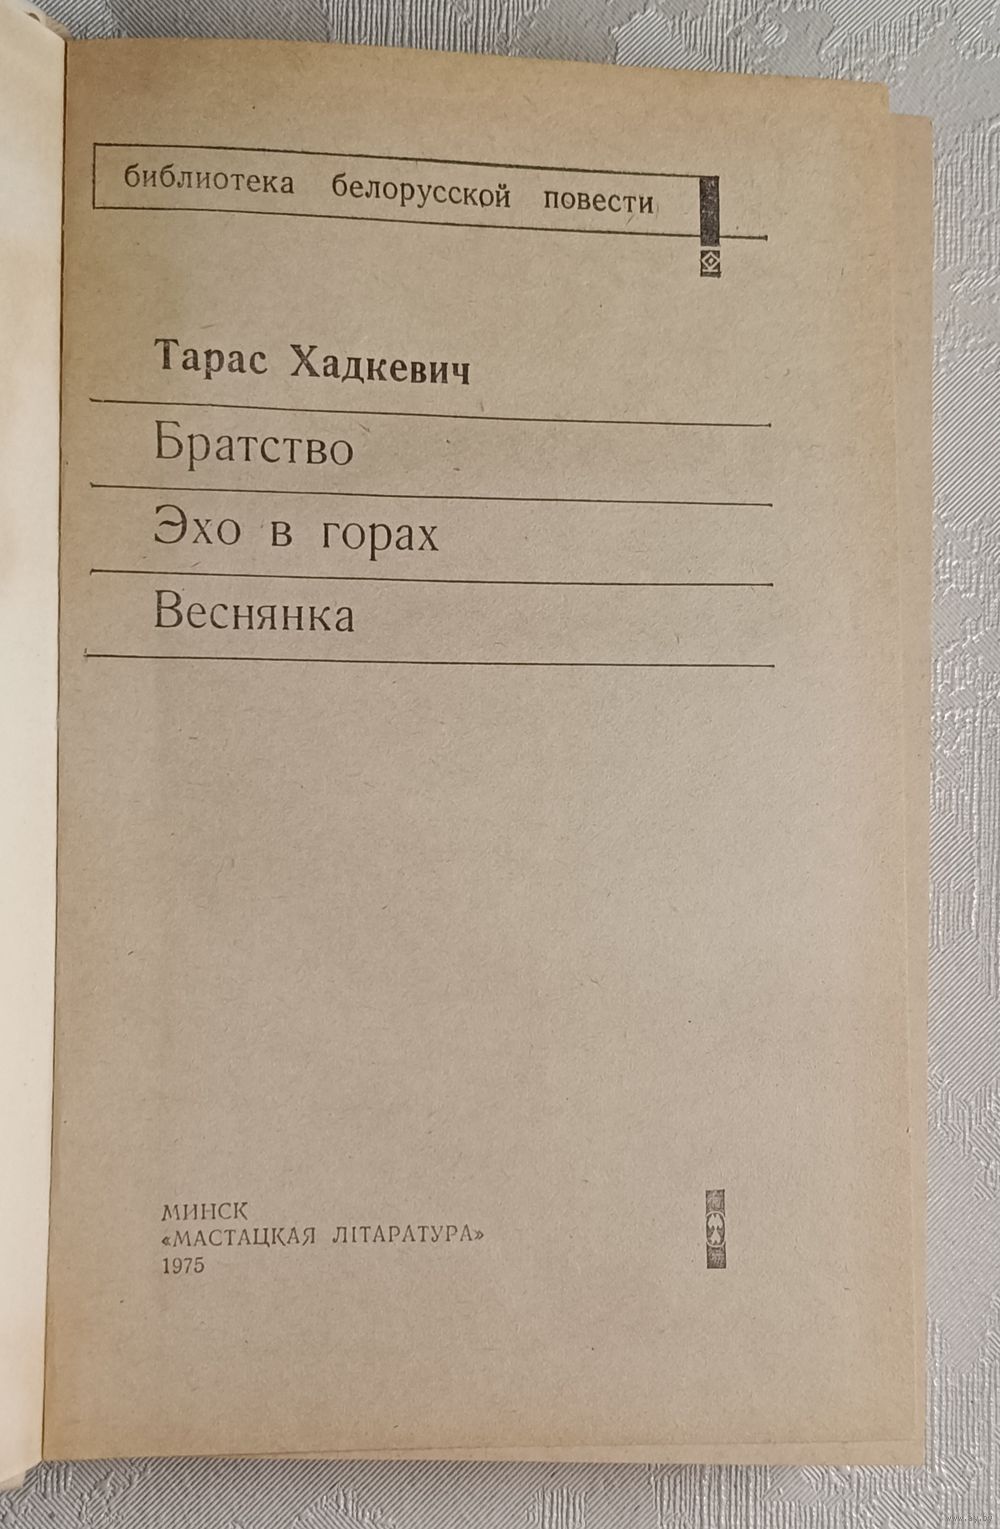 библиотека белорусской повести
Тарас Хадкевич
Братство
Эхо в горах
Веснянка
МИНСК
«МАСТАЦКАЯ ЛІТАРАТУРА»
1975